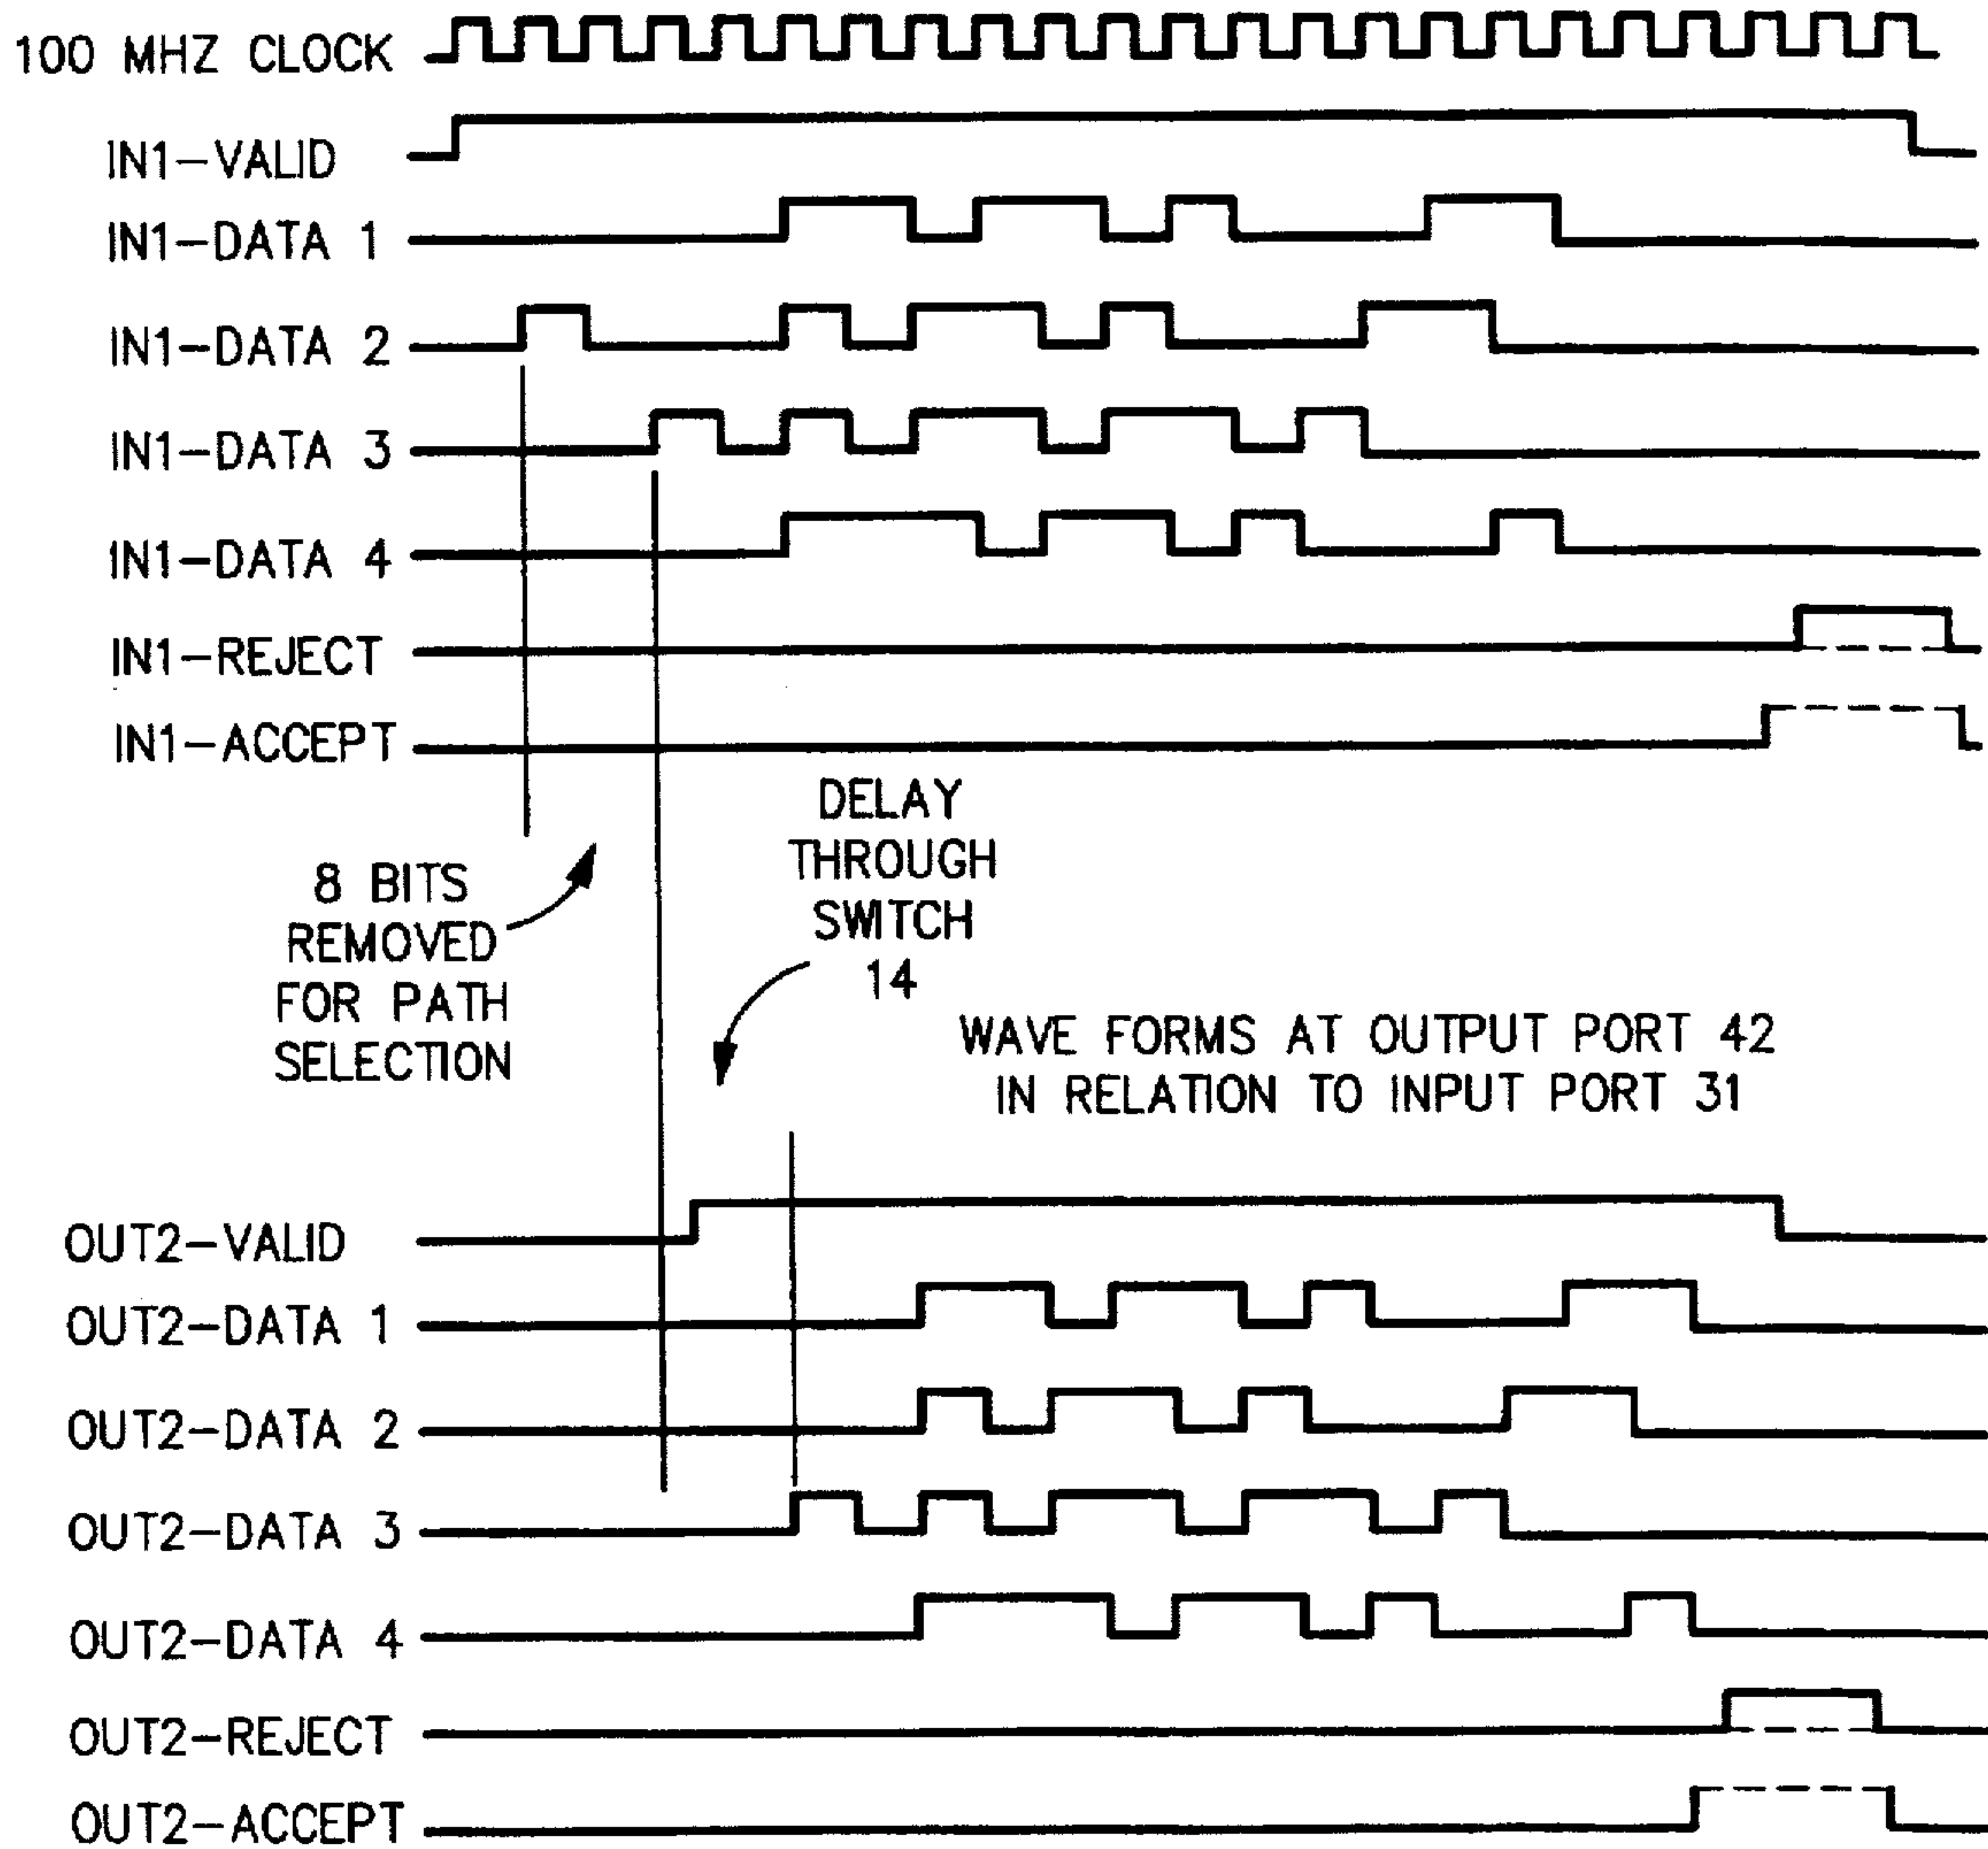 100 MHZ CLOCK
IN1-VALID
IN1-DATA 1
IN1-DATA 2
IN1-DATA 3
IN1-DATA 4
IN1-REJECT
IN1-ACCEPT
8 BITS
REMOVED
FOR PATH
SELECTION
DELAY
THROUGH
SWITCH
14
WAVE FORMS AT OUTPUT PORT 42
IN RELATION TO INPUT PORT 31
OUT2-VALID
OUT2-DATA 1
OUT2-DATA 2
OUT2-DATA 3
OUT2-DATA 4
OUT2-REJECT
OUT2-ACCEPT